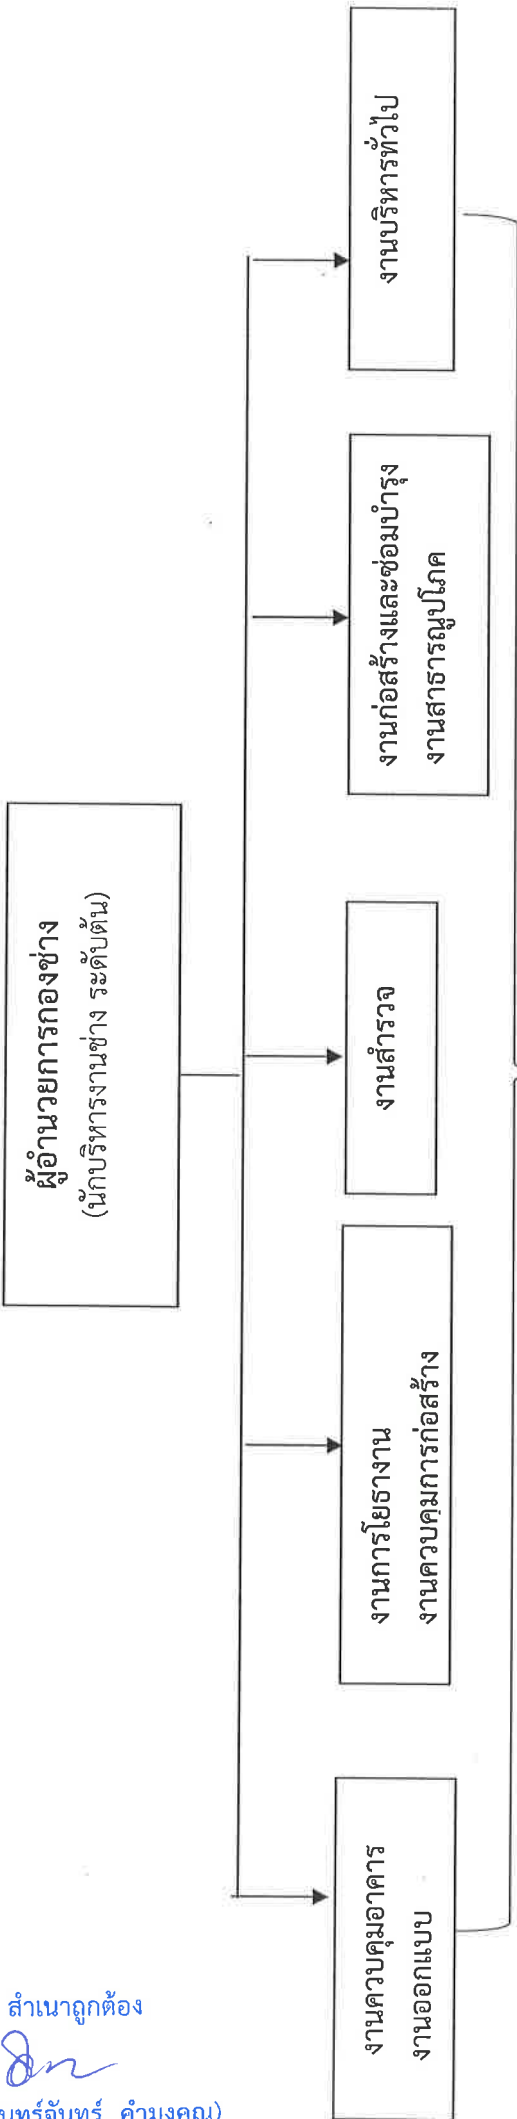 ผู้อำนวยการกองช่าง
(นักบริหารงานช่าง ระดับต้น)
งานควบคุมอาคาร
งานออกแบบ
งานการโยธางาน
งานควบคุมการก่อสร้าง
งานสำรวจ
งานก่อสร้างและซ่อมบำรุง
งานสาธารณูปโภค
งานบริหารทั่วไป
สำเนาถูกต้อง
คำมงคุณ)